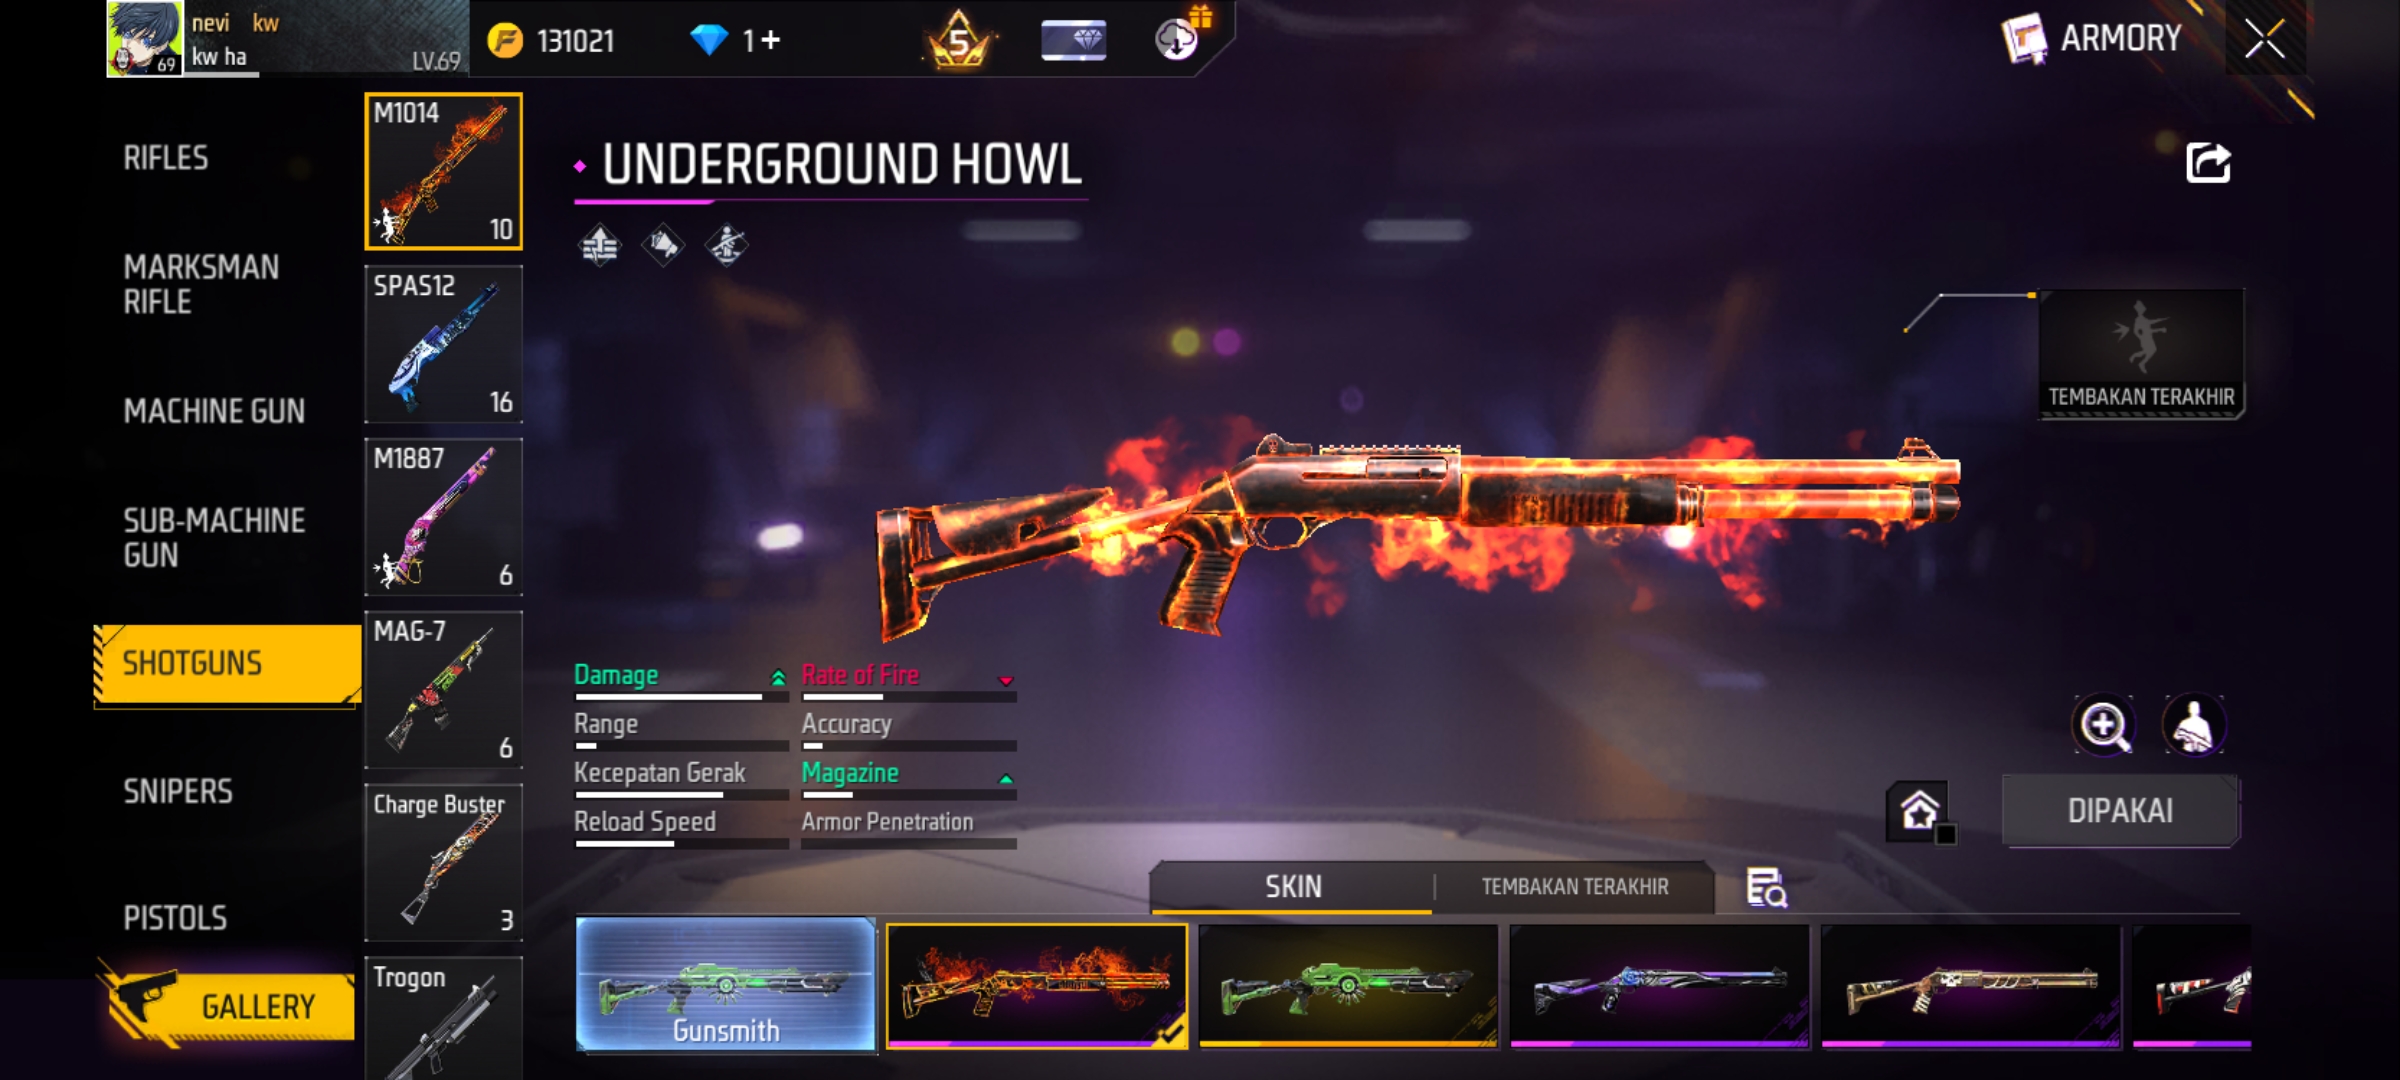 nevi kw
kw ha
69
LV.69
131021
1+
5
ARMORY
RIFLES
MARKSMAN
RIFLE
MACHINE GUN
SUB-MACHINE
GUN
SHOTGUNS
SNIPERS
PISTOLS
GALLERY
M1014
10
SPAS12
16
M1887
6
MAG-7
6
Charge Buster
3
Trogon
UNDERGROUND HOWL
TEMBAKAN TERAKHIR
Damage
Rate of Fire
Range
Accuracy
Kecepatan Gerak
Magazine
Reload Speed
Armor Penetration
DIPAKAI
SKIN
TEMBAKAN TERAKHIR
Gunsmith